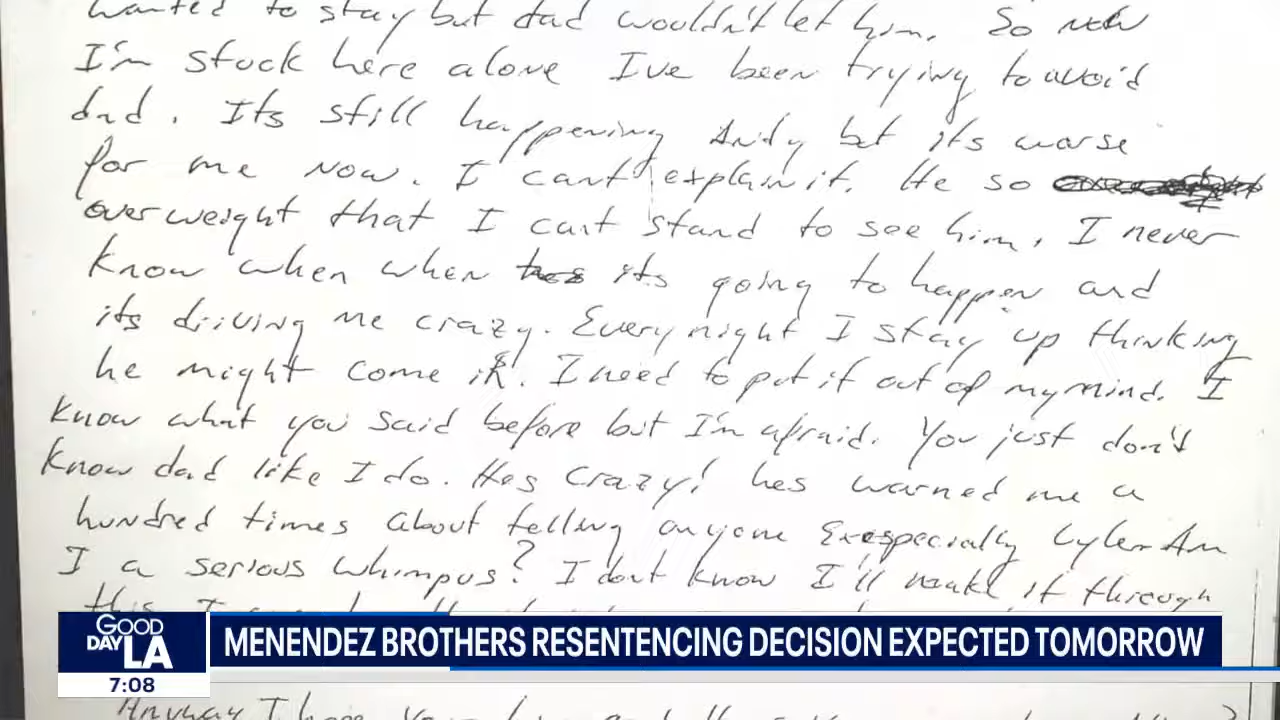 wanted to stay but dad wouldn't let him. So now
I'm stuck here alone I've been trying to avoid
dad. Its still happening Andy but its worse
for me now. I cant explain it. He so
overweight that I cant stand to see him. I never
know when when its going to happen and
its driving me crazy. Every night I stay up thinking
he might come in. I need to put it out of my mind. I
know what you said before but I'm afraid. You just don't
know dad like I do. Hes crazy! hes warned me a
hundred times about telling anyone Exespecially Lyle. Am
I a serious whimpus? I dont know I'll make it through
this. I
GOOD DAY LA
MENENDEZ BROTHERS RESENTENCING DECISION EXPECTED TOMORROW
7:08
Anyway I hope